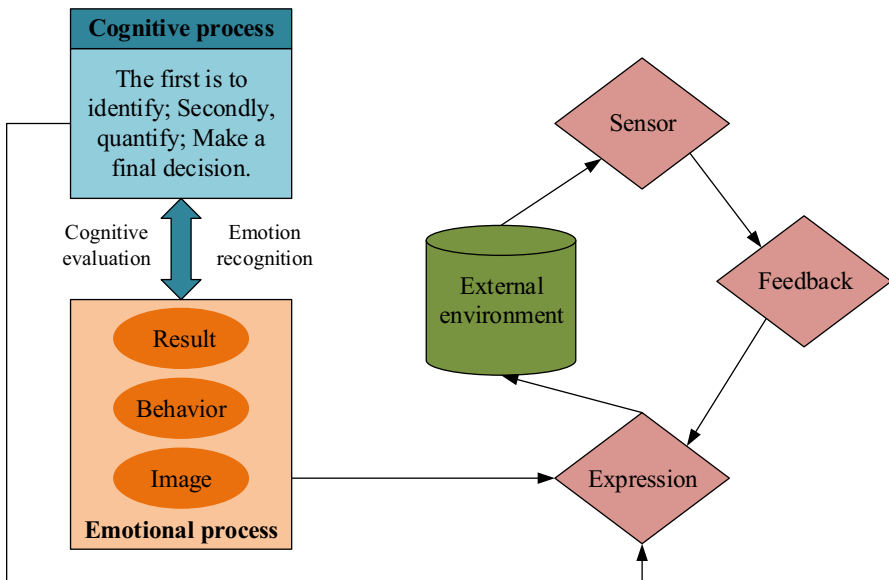 Cognitive process
The first is to
identify; Secondly,
quantify; Make a
final decision.
Cognitive
evaluation
Emotion
recognition
Result
Behavior
Image
Emotional process
Sensor
External
environment
Feedback
Expression